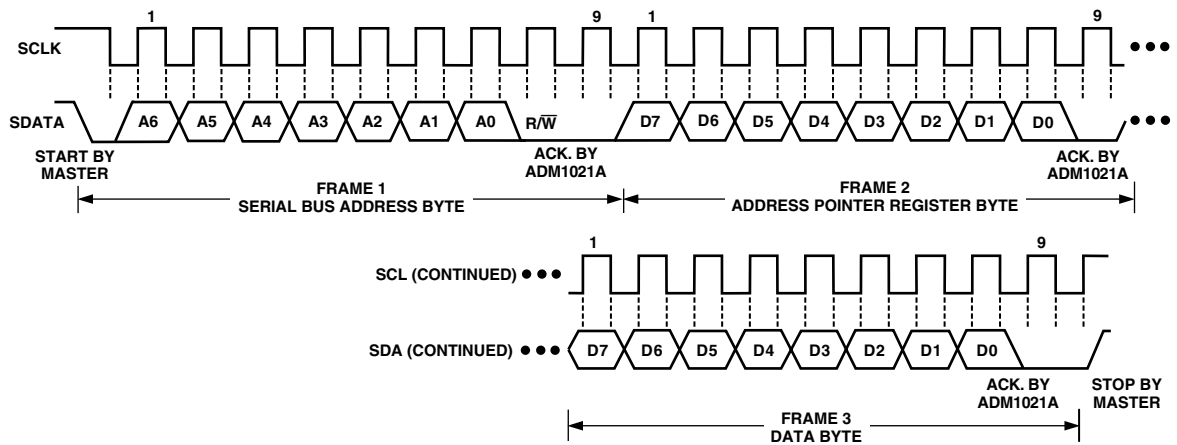 1 9 1 9
SCLK
SDATA A6 A5 A4 A3 A2 A1 A0 R/W̅ D7 D6 D5 D4 D3 D2 D1 D0
START BY MASTER
ACK. BY ADM1021A
ACK. BY ADM1021A
FRAME 1
SERIAL BUS ADDRESS BYTE
FRAME 2
ADDRESS POINTER REGISTER BYTE
1 9
SCL (CONTINUED)
SDA (CONTINUED) D7 D6 D5 D4 D3 D2 D1 D0
ACK. BY ADM1021A
STOP BY MASTER
FRAME 3
DATA BYTE